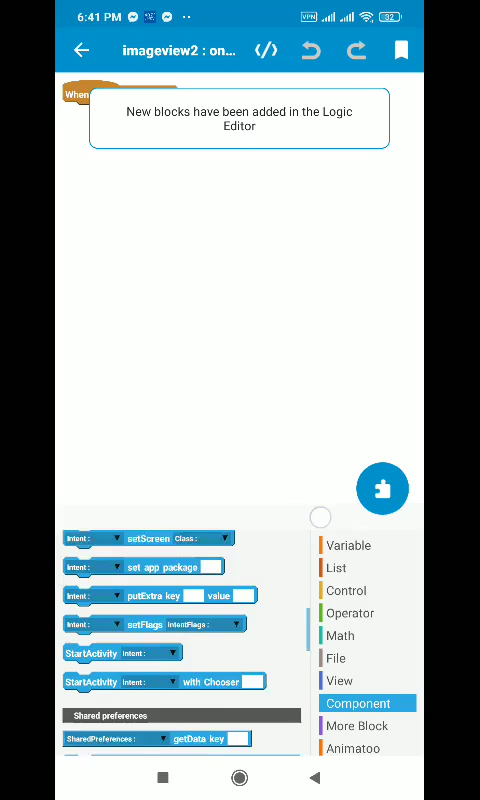 6:41 PM
VPN
92
imageview2 : on...
When
New blocks have been added in the Logic
Editor
Intent : setScreen Class :
Intent : set app package
Intent : putExtra key value
Intent : setFlags IntentFlags :
StartActivity Intent :
StartActivity Intent : with Chooser
Shared preferences
SharedPreferences : getData key
Variable
List
Control
Operator
Math
File
View
Component
More Block
Animatoo